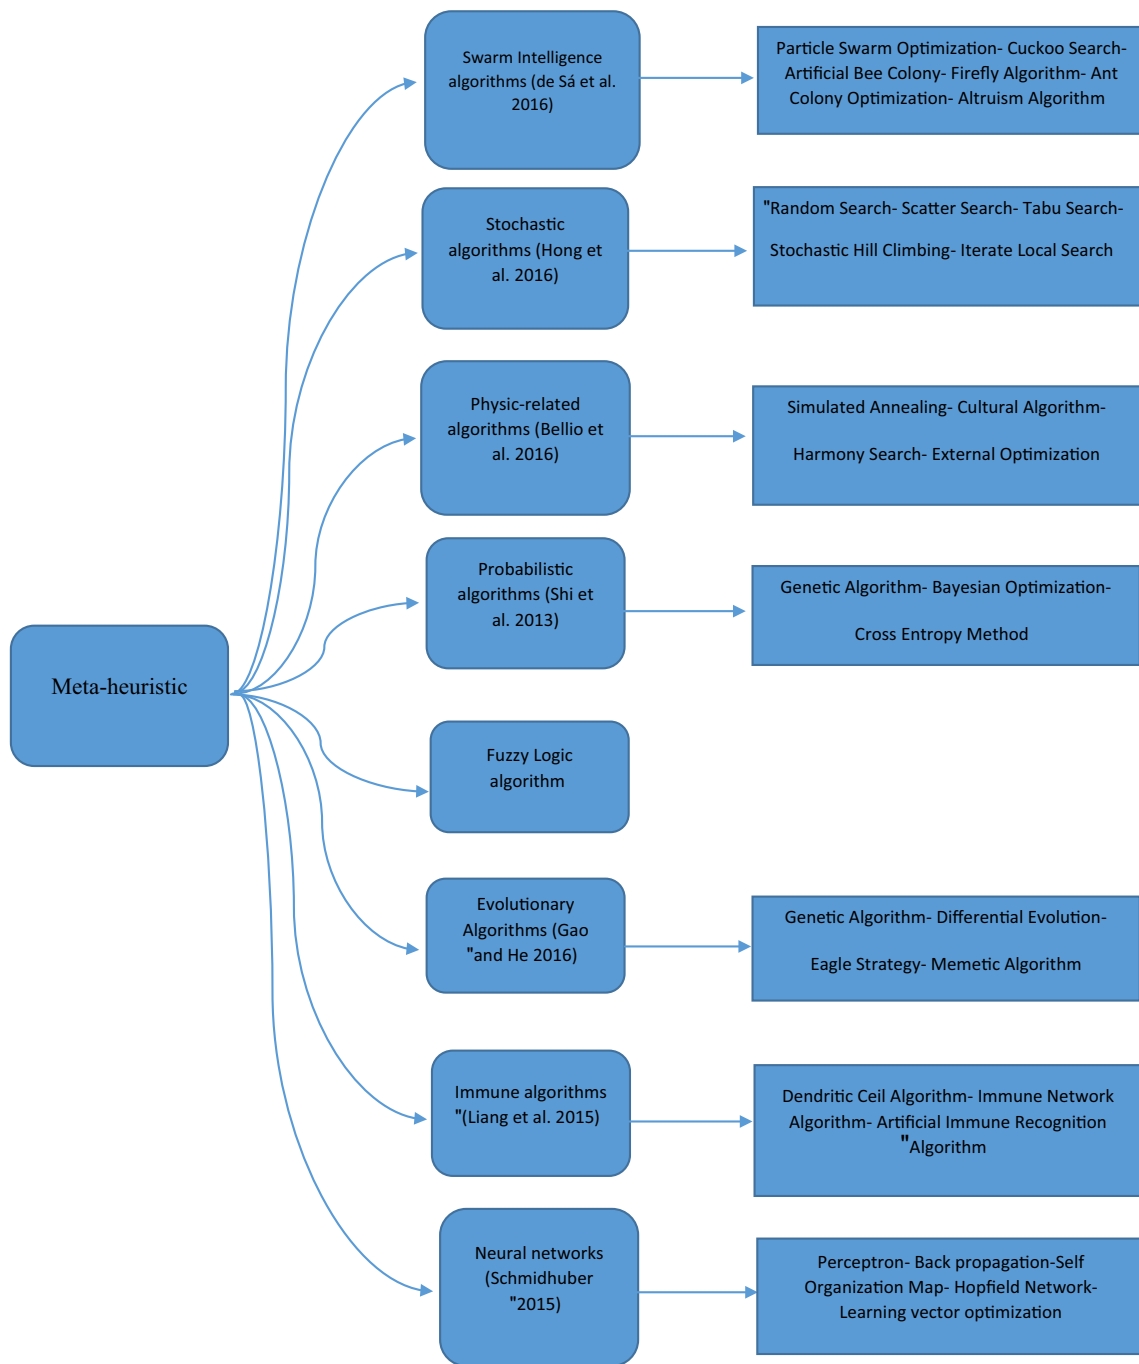 Swarm Intelligence
algorithms (de Sá et al.
2016)
Particle Swarm Optimization- Cuckoo Search-
Artificial Bee Colony- Firefly Algorithm- Ant
Colony Optimization- Altruism Algorithm
Stochastic
algorithms (Hong et
al. 2016)
"Random Search- Scatter Search- Tabu Search-
Stochastic Hill Climbing- Iterate Local Search
Physic-related
algorithms (Bellio et
al. 2016)
Simulated Annealing- Cultural Algorithm-
Harmony Search- External Optimization
Probabilistic
algorithms (Shi et
al. 2013)
Genetic Algorithm- Bayesian Optimization-
Cross Entropy Method
Meta-heuristic
Fuzzy Logic
algorithm
Evolutionary
Algorithms (Gao
"and He 2016)
Genetic Algorithm- Differential Evolution-
Eagle Strategy- Memetic Algorithm
Immune algorithms
"(Liang et al. 2015)
Dendritic Ceil Algorithm- Immune Network
Algorithm- Artificial Immune Recognition
"Algorithm
Neural networks
(Schmidhuber
"2015)
Perceptron- Back propagation-Self
Organization Map- Hopfield Network-
Learning vector optimization